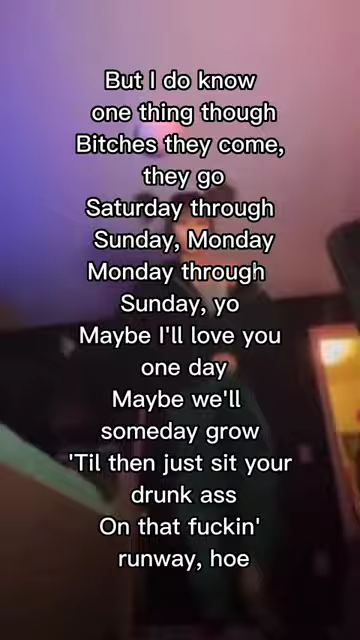 But I do know
one thing though
Bitches they come,
they go
Saturday through
Sunday, Monday
Monday through
Sunday, yo
Maybe I'll love you
one day
Maybe we'll
someday grow
'Til then just sit your
drunk ass
On that fuckin'
runway, hoe